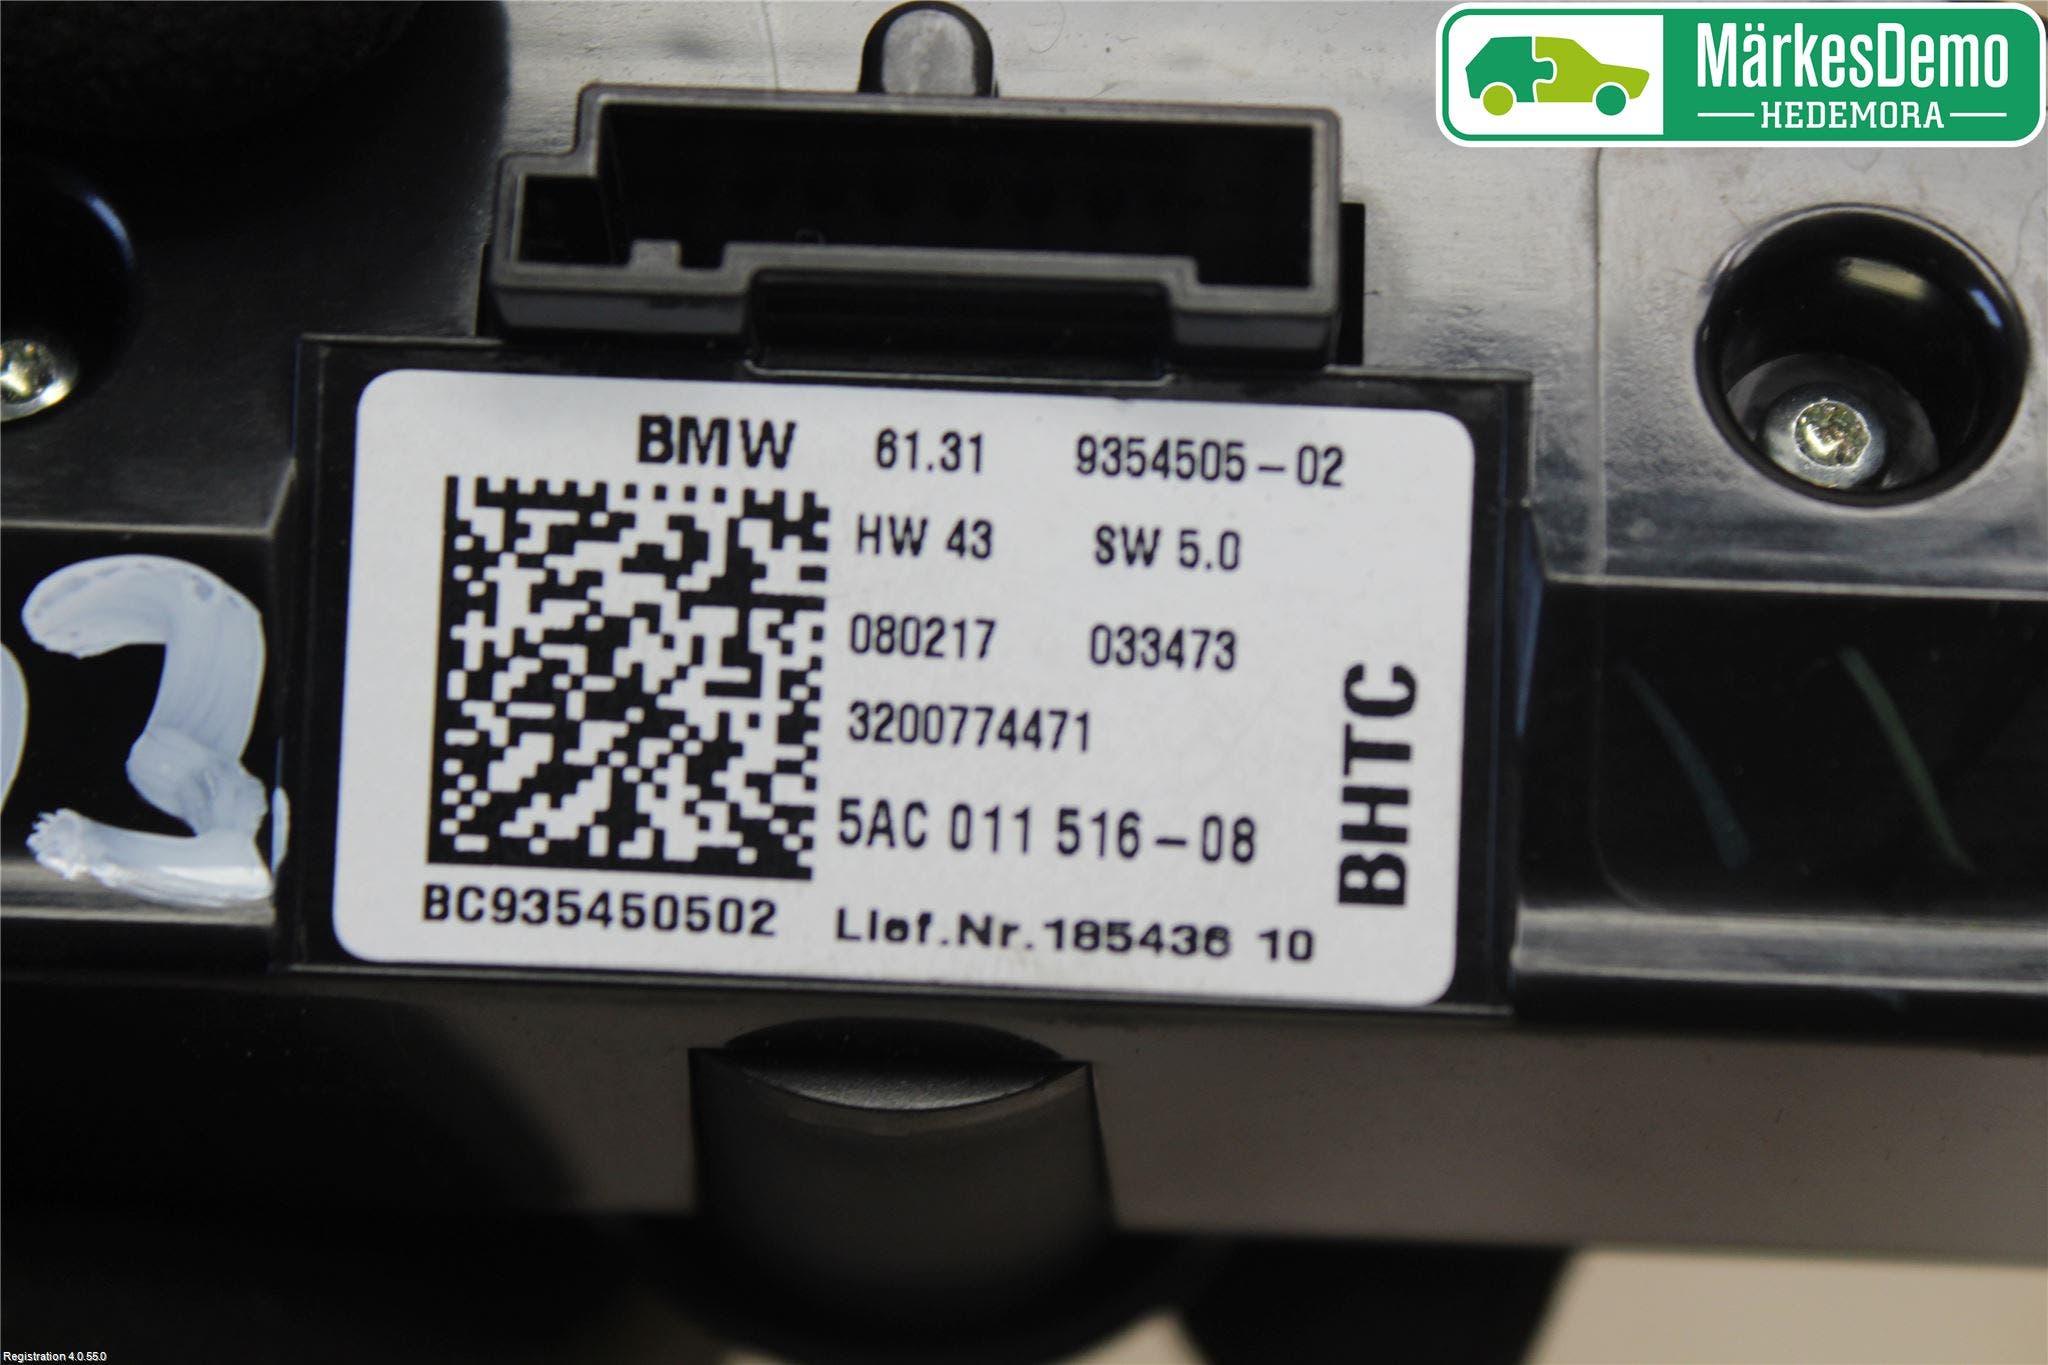 MärkesDemo
HEDEMORA
BMW 61.31 9354505-02
HW 43 SW 5.0
080217 033473
3200774471
5AC 011 516-08
BHTC
BC935450502
Lief.Nr.185436 10
Registration 4.0.55.0